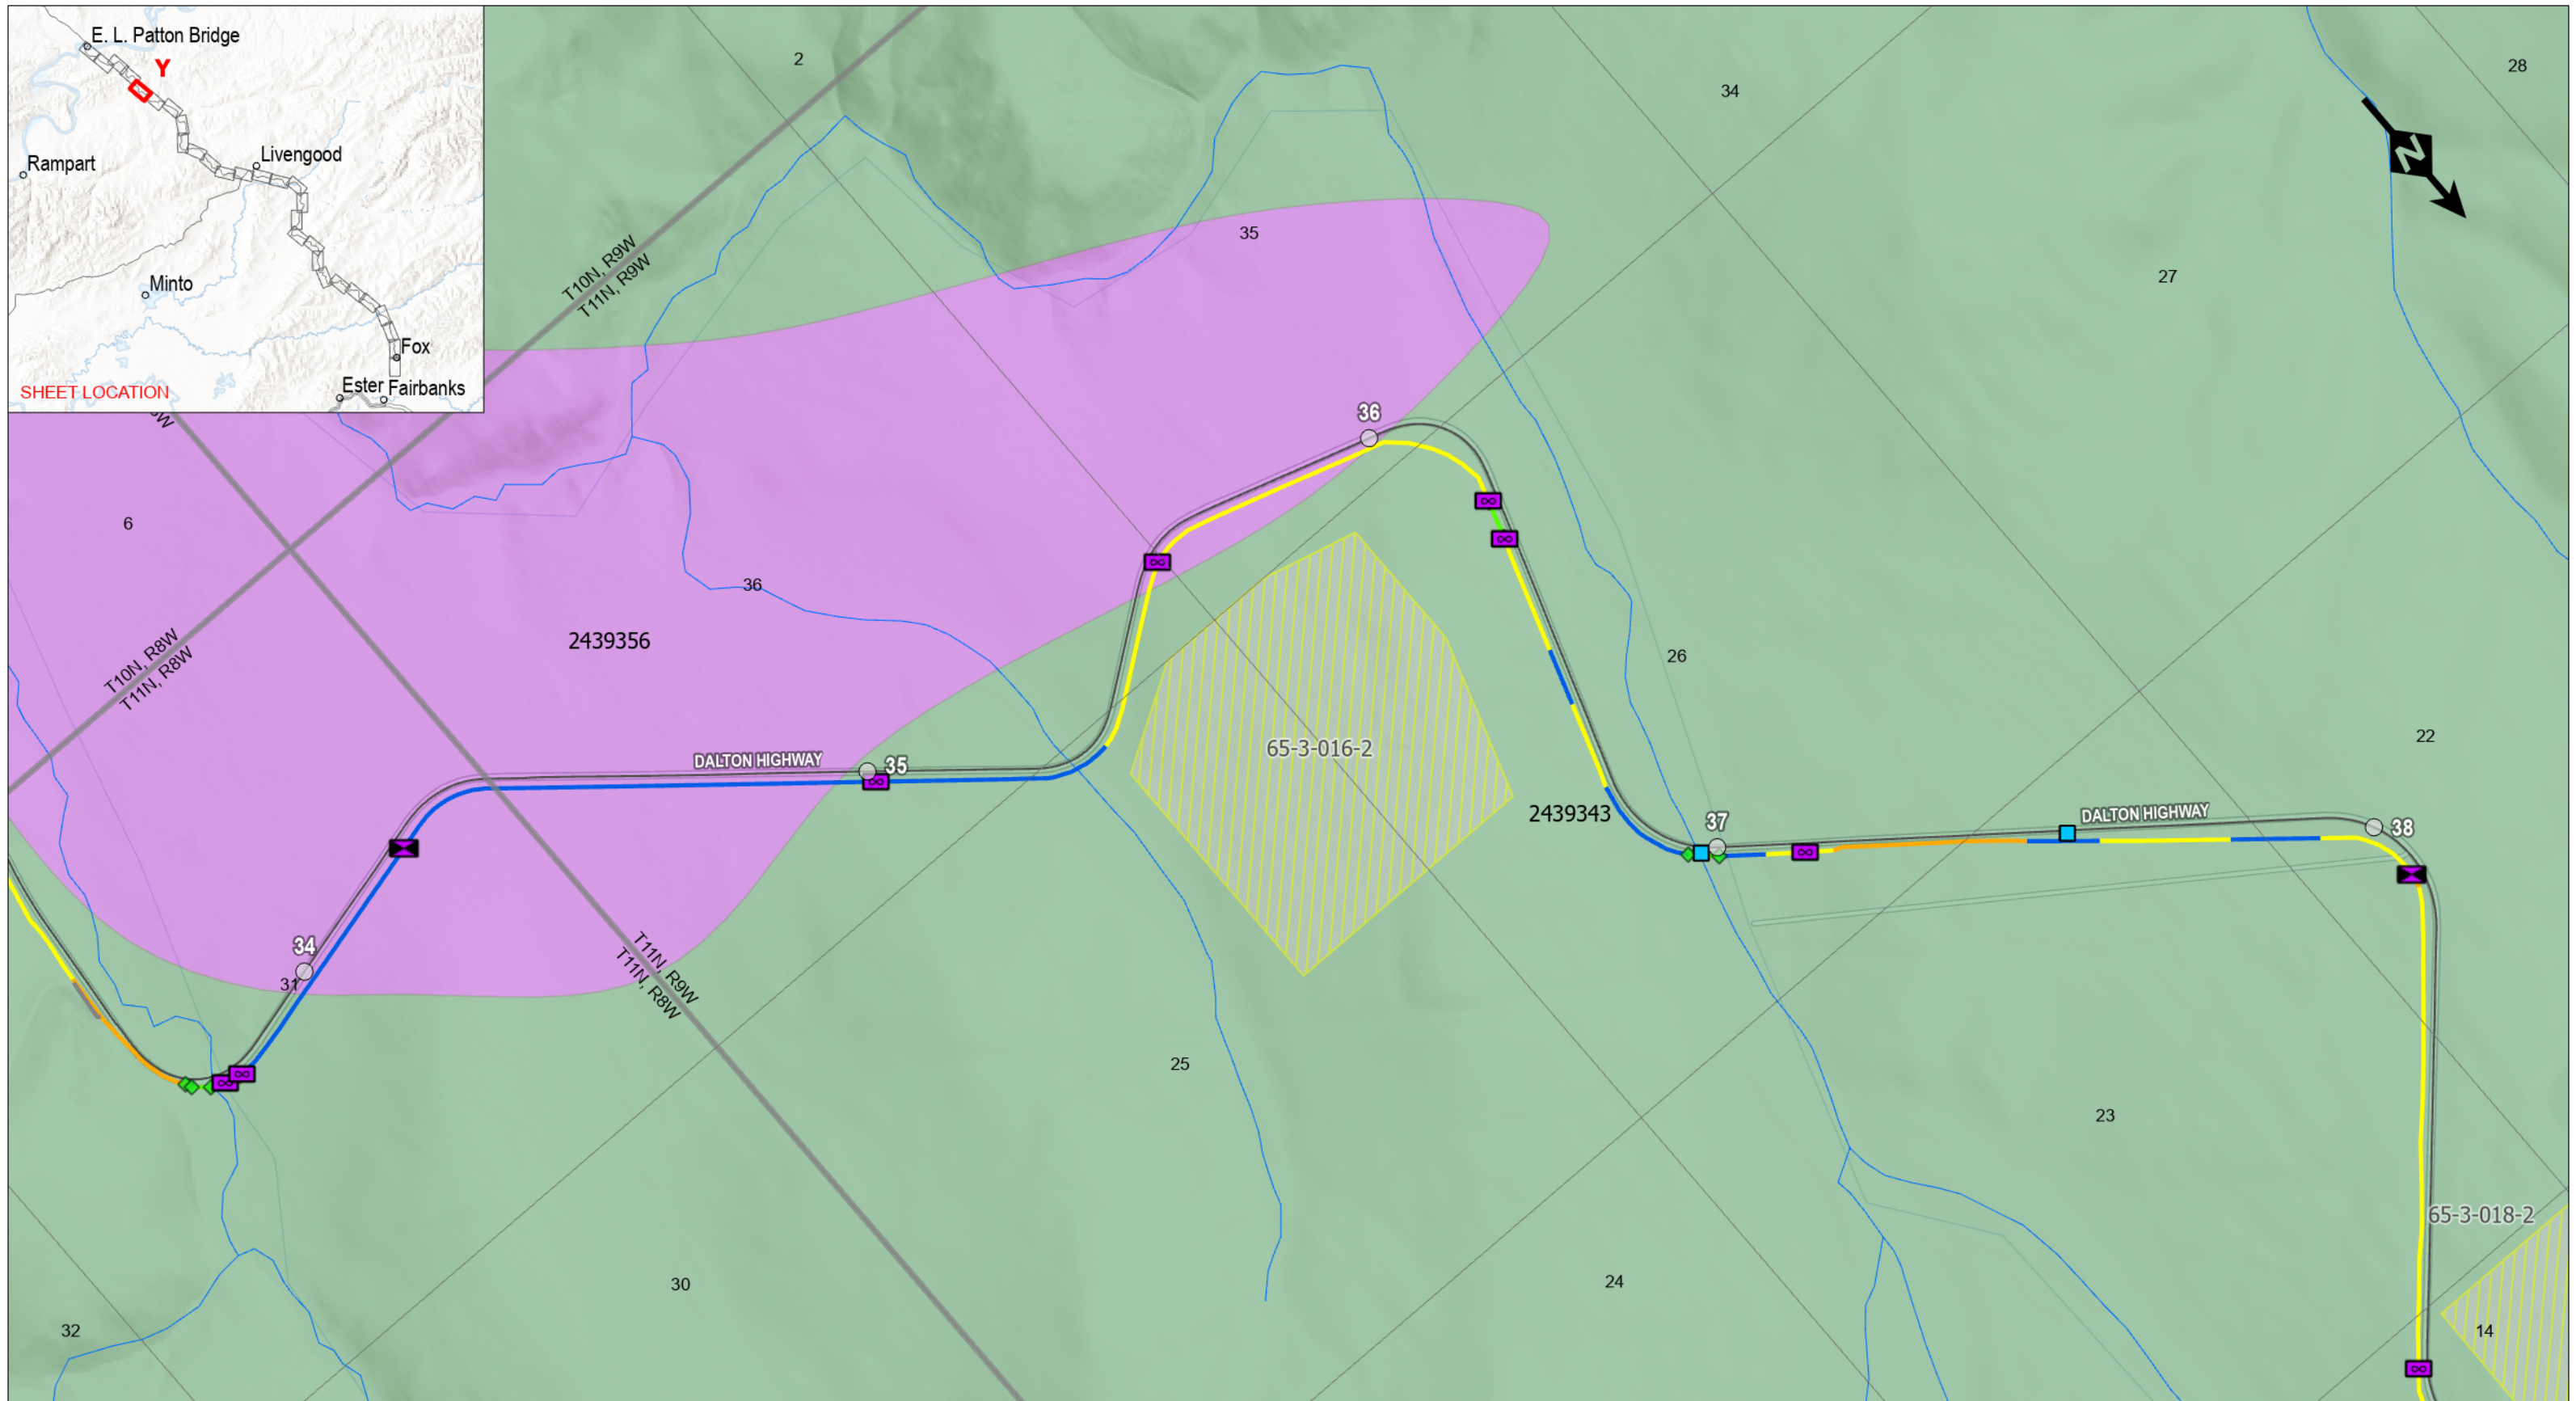 E. L. Patton Bridge
Y
Rampart
Livengood
Minto
Fox
Ester
Fairbanks
SHEET LOCATION
2
34
28
N
35
27
T10N, R9W
T11N, R9W
36
6
36
2439356
T10N, R8W
T11N, R8W
26
22
65-3-016-2
DALTON HIGHWAY
35
2439343
37
DALTON HIGHWAY
38
34
31
T11N, R9W
T11N, R8W
25
23
65-3-018-2
30
24
32
14